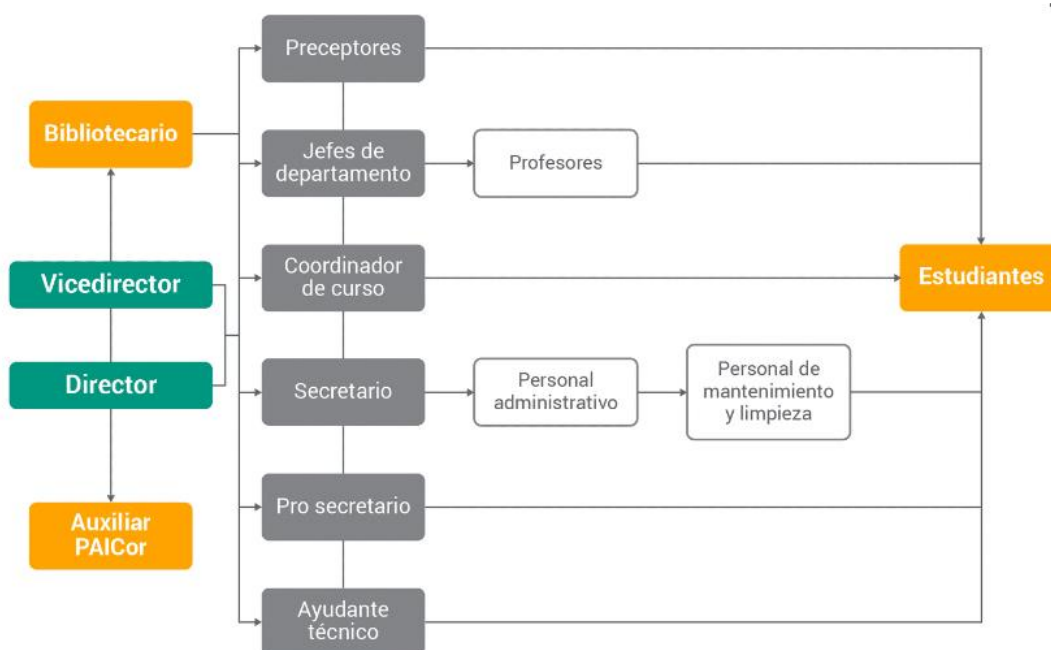 Preceptores
Bibliotecario
Jefes de
departamento
Profesores
Vicedirector
Coordinador
de curso
Estudiantes
Director
Secretario
Personal
administrativo
Personal de
mantenimiento
y limpieza
Auxiliar
PAICor
Pro secretario
Ayudante
técnico